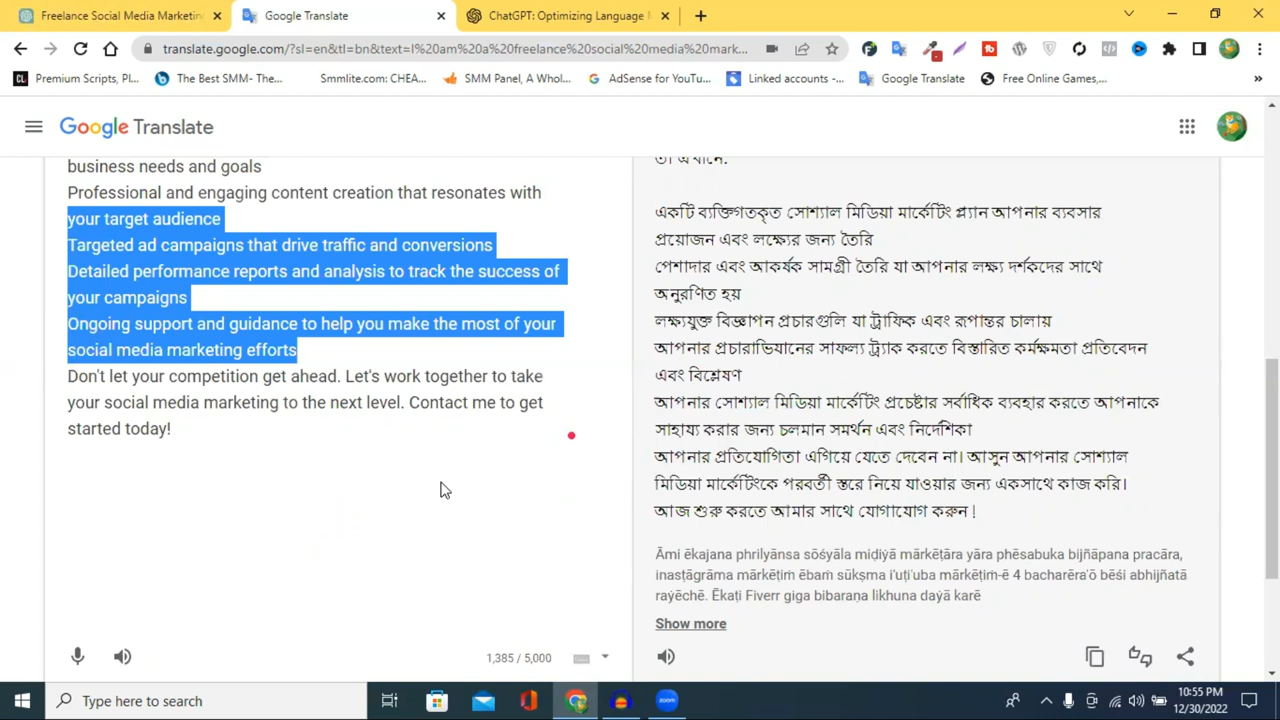 Freelance Social Media Marketing
Google Translate
ChatGPT: Optimizing Language
translate.google.com/?sl=en&tl=bn&text=I%20am%20a%20freelance%20social%20media%20mark...
Premium Scripts, Pl...
The Best SMM- The...
Smmlite.com: CHEA...
SMM Panel, A Whol...
AdSense for YouTu...
Linked accounts -...
Google Translate
Free Online Games,...
Google Translate
business needs and goals
Professional and engaging content creation that resonates with
your target audience
Targeted ad campaigns that drive traffic and conversions
Detailed performance reports and analysis to track the success of
your campaigns
Ongoing support and guidance to help you make the most of your
social media marketing efforts
Don't let your competition get ahead. Let's work together to take
your social media marketing to the next level. Contact me to get
started today!
1,385 / 5,000
তা এখানে:
একটি ব্যক্তিগতকৃত সোশ্যাল মিডিয়া মার্কেটিং প্ল্যান আপনার ব্যবসার
প্রয়োজন এবং লক্ষ্যের জন্য তৈরি
পেশাদার এবং আকর্ষক সামগ্রী তৈরি যা আপনার লক্ষ্য দর্শকদের সাথে
অনুরণিত হয়
লক্ষ্যযুক্ত বিজ্ঞাপন প্রচারগুলি যা ট্রাফিক এবং রূপান্তর চালায়
আপনার প্রচারাভিযানের সাফল্য ট্র্যাক করতে বিস্তারিত কর্মক্ষমতা প্রতিবেদন
এবং বিশ্লেষণ
আপনার সোশ্যাল মিডিয়া মার্কেটিং প্রচেষ্টার সর্বাধিক ব্যবহার করতে আপনাকে
সাহায্য করার জন্য চলমান সমর্থন এবং নির্দেশিকা
আপনার প্রতিযোগিতা এগিয়ে যেতে দেবেন না। আসুন আপনার সোশ্যাল
মিডিয়া মার্কেটিংকে পরবর্তী স্তরে নিয়ে যাওয়ার জন্য একসাথে কাজ করি।
আজ শুরু করতে আমার সাথে যোগাযোগ করুন!
Āmi ēkajana phrilyānsa sōśyāla miḍiẏā mārkēṭāra yāra phēsabuka bijñāpana pracāra,
inasṭāgrāma mārkēṭiṁ ēbaṁ sūkṣma i'uṭi'uba mārkēṭiṁ-ē 4 bacharēra'ō bēśi abhijñatā
raẏēchē. Ēkaṭi Fiverr giga bibaraṇa likhuna daẏā karē
Show more
Type here to search
10:55 PM
12/30/2022